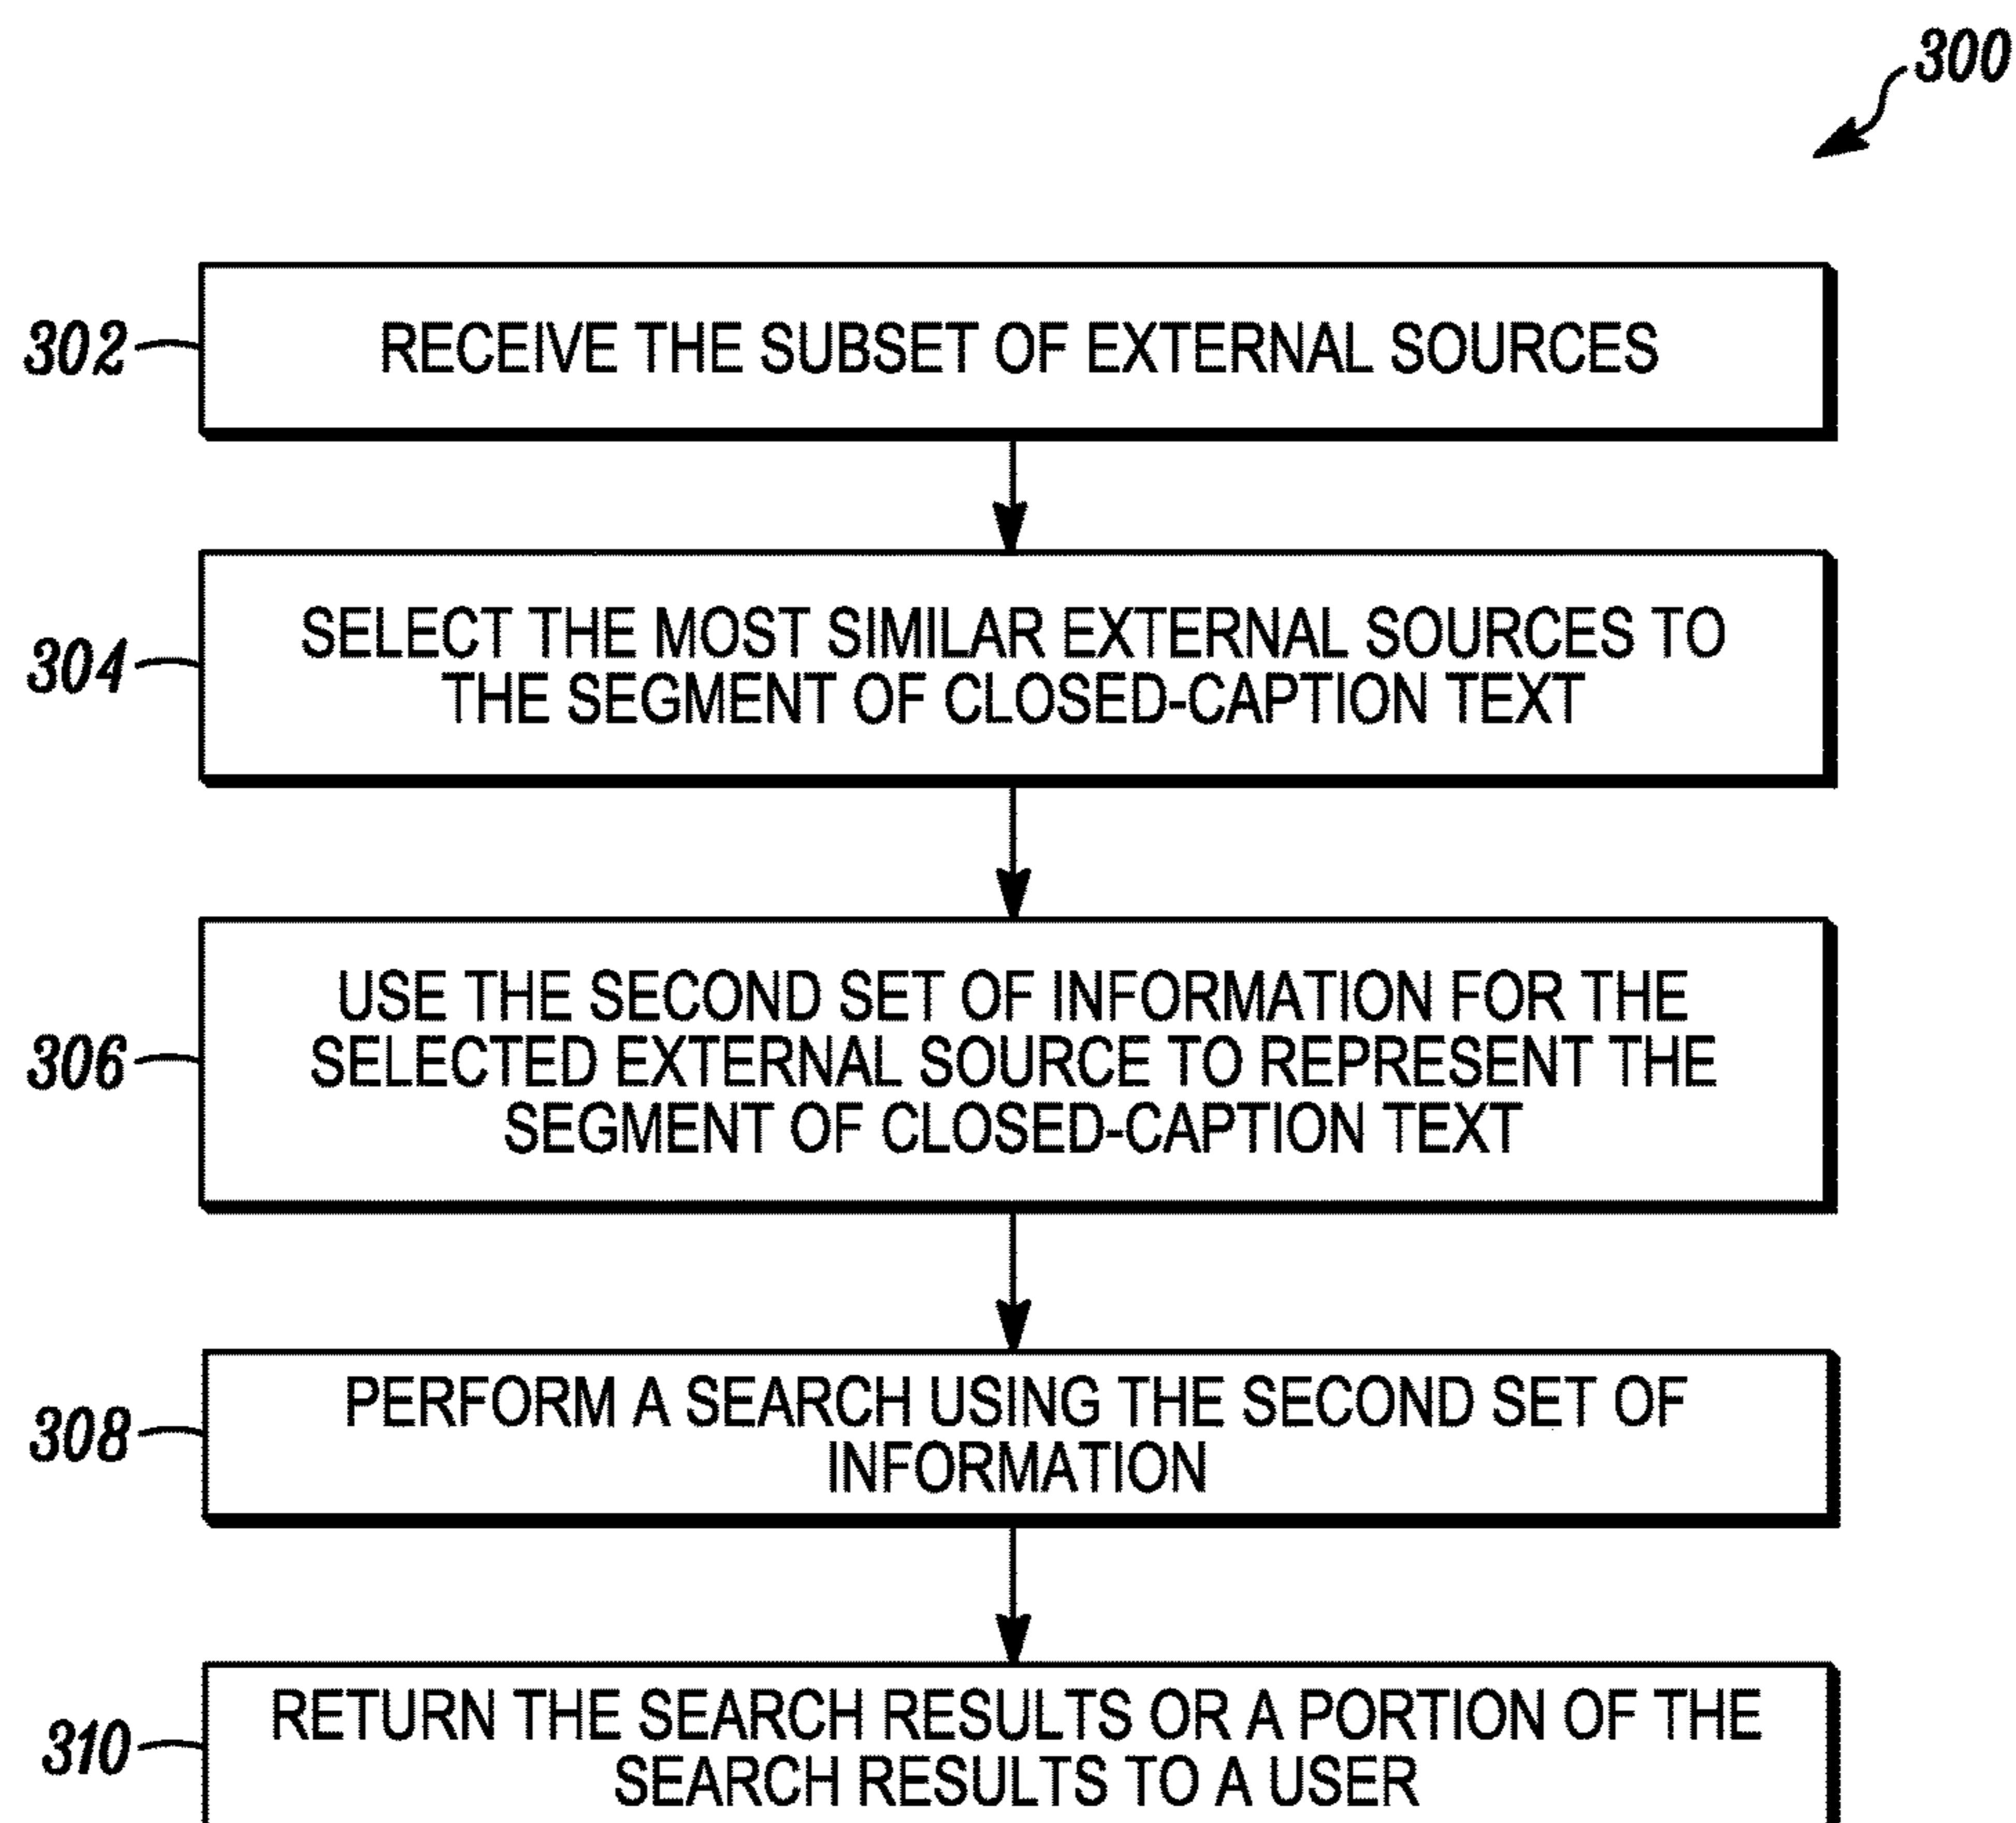 300
302
RECEIVE THE SUBSET OF EXTERNAL SOURCES
304
SELECT THE MOST SIMILAR EXTERNAL SOURCES TO
THE SEGMENT OF CLOSED-CAPTION TEXT
306
USE THE SECOND SET OF INFORMATION FOR THE
SELECTED EXTERNAL SOURCE TO REPRESENT THE
SEGMENT OF CLOSED-CAPTION TEXT
308
PERFORM A SEARCH USING THE SECOND SET OF
INFORMATION
310
RETURN THE SEARCH RESULTS OR A PORTION OF THE
SEARCH RESULTS TO A USER